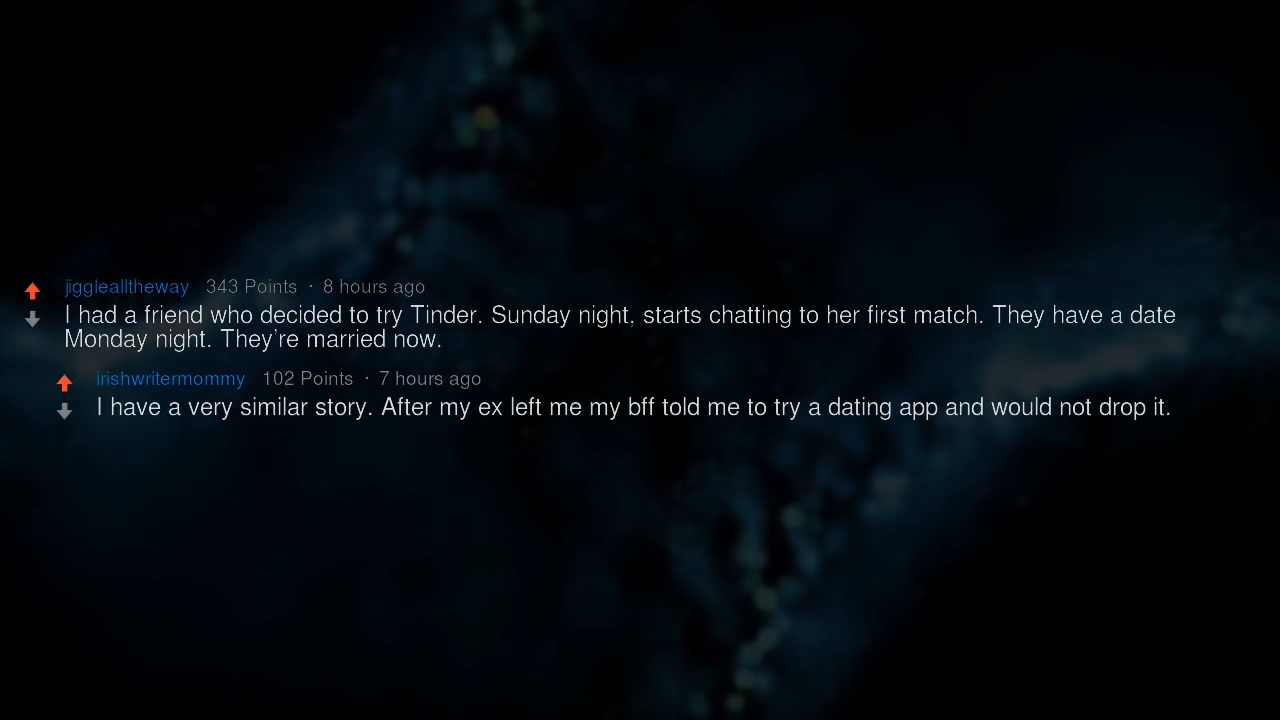 jigglealltheway 343 Points · 8 hours ago
I had a friend who decided to try Tinder. Sunday night, starts chatting to her first match. They have a date
Monday night. They're married now.
irishwritermommy 102 Points · 7 hours ago
I have a very similar story. After my ex left me my bff told me to try a dating app and would not drop it.